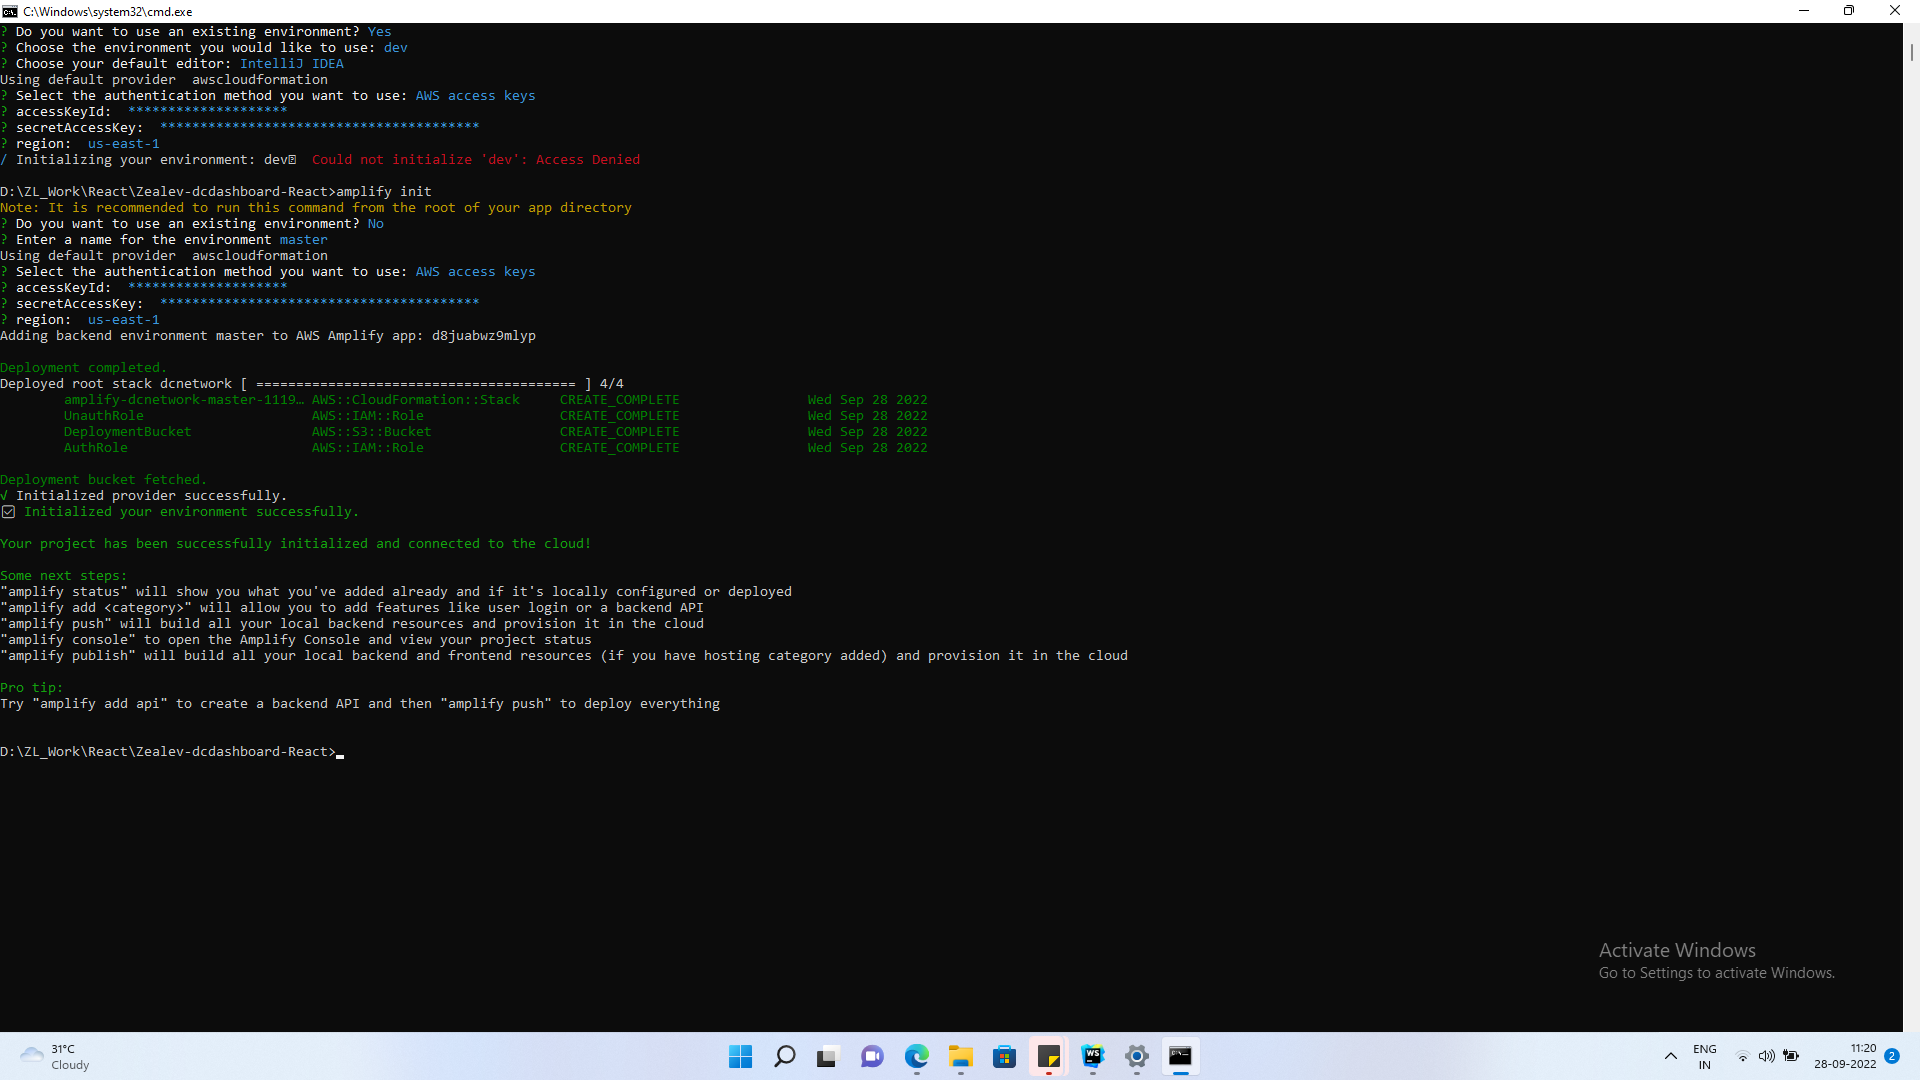 C:\Windows\system32\cmd.exe
? Do you want to use an existing environment? Yes
? Choose the environment you would like to use: dev
? Choose your default editor: IntelliJ IDEA
Using default provider  awscloudformation
? Select the authentication method you want to use: AWS access keys
? accessKeyId:  ********************
? secretAccessKey:  ****************************************
? region:  us-east-1
/ Initializing your environment: dev  Could not initialize 'dev': Access Denied
D:\ZL_Work\React\Zealev-dcdashboard-React>amplify init
Note: It is recommended to run this command from the root of your app directory
? Do you want to use an existing environment? No
? Enter a name for the environment master
Using default provider  awscloudformation
? Select the authentication method you want to use: AWS access keys
? accessKeyId:  ********************
? secretAccessKey:  ****************************************
? region:  us-east-1
Adding backend environment master to AWS Amplify app: d8juabwz9mlyp
Deployment completed.
Deployed root stack dcnetwork [ ======================================== ] 4/4
amplify-dcnetwork-master-1119… AWS::CloudFormation::Stack CREATE_COMPLETE Wed Sep 28 2022
UnauthRole AWS::IAM::Role CREATE_COMPLETE Wed Sep 28 2022
DeploymentBucket AWS::S3::Bucket CREATE_COMPLETE Wed Sep 28 2022
AuthRole AWS::IAM::Role CREATE_COMPLETE Wed Sep 28 2022
Deployment bucket fetched.
√ Initialized provider successfully.
☑ Initialized your environment successfully.
Your project has been successfully initialized and connected to the cloud!
Some next steps:
"amplify status" will show you what you've added already and if it's locally configured or deployed
"amplify add <category>" will allow you to add features like user login or a backend API
"amplify push" will build all your local backend resources and provision it in the cloud
"amplify console" to open the Amplify Console and view your project status
"amplify publish" will build all your local backend and frontend resources (if you have hosting category added) and provision it in the cloud
Pro tip:
Try "amplify add api" to create a backend API and then "amplify push" to deploy everything
D:\ZL_Work\React\Zealev-dcdashboard-React>
Activate Windows
Go to Settings to activate Windows.
31°C
Cloudy
WS
ENG
IN
11:20
28-09-2022
2